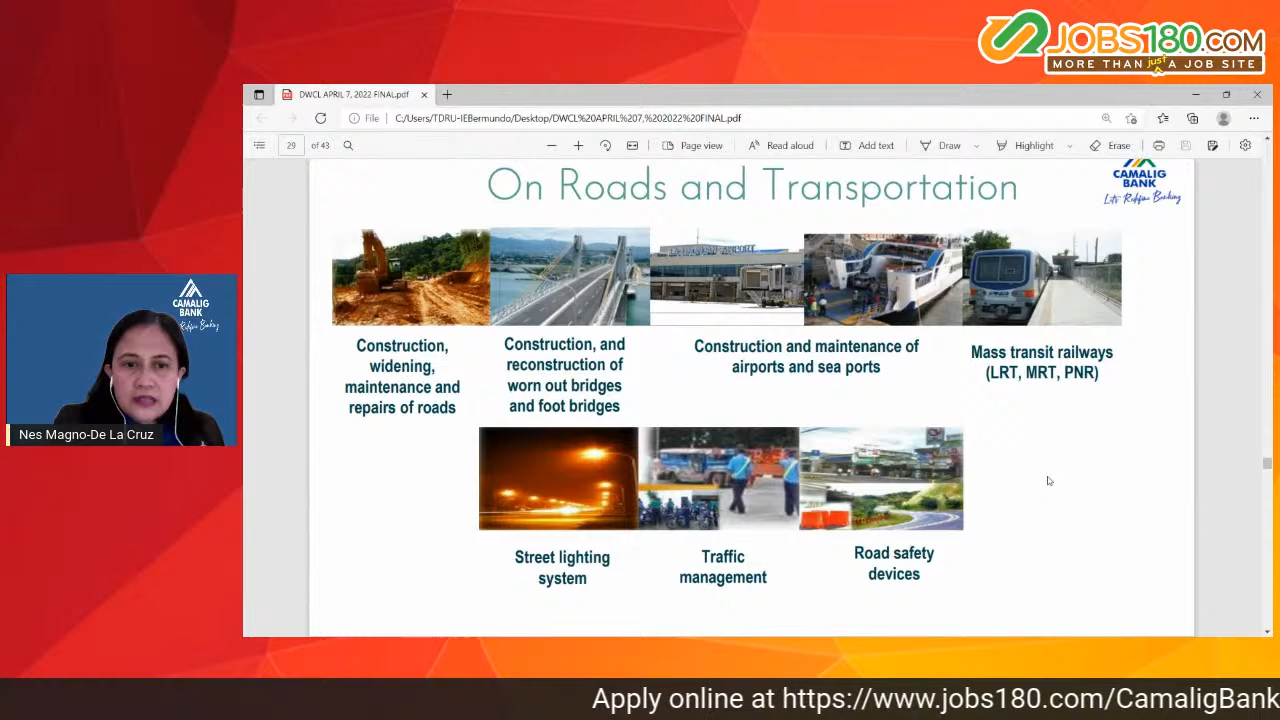 JOBS180.COM
MORE THAN just A JOB SITE
DWCL APRIL 7, 2022 FINAL.pdf
File
C:/Users/TDRU-IEBermundo/Desktop/DWCL%20APRIL%207,%202022%20FINAL.pdf
29 of 43
Page view
Read aloud
Add text
Draw
Highlight
Erase
On Roads and Transportation
CAMALIG
BANK
Let's Redefine Banking
PNR
Construction,
widening,
maintenance and
repairs of roads
Construction, and
reconstruction of
worn out bridges
and foot bridges
Construction and maintenance of
airports and sea ports
Mass transit railways
(LRT, MRT, PNR)
Street lighting
system
Traffic
management
Road safety
devices
CAMALIG
BANK
Nes Magno-De La Cruz
Apply online at https://www.jobs180.com/CamaligBank